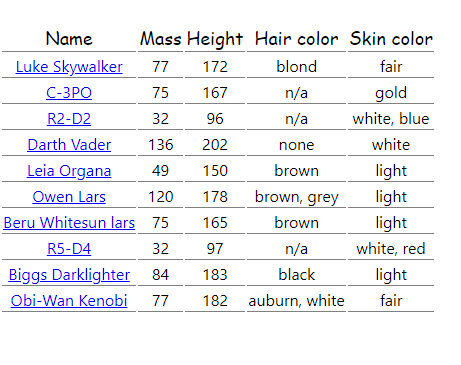 Name Mass Height Hair color Skin color
Luke Skywalker 77 172 blond fair
C-3PO 75 167 n/a gold
R2-D2 32 96 n/a white, blue
Darth Vader 136 202 none white
Leia Organa 49 150 brown light
Owen Lars 120 178 brown, grey light
Beru Whitesun lars 75 165 brown light
R5-D4 32 97 n/a white, red
Biggs Darklighter 84 183 black light
Obi-Wan Kenobi 77 182 auburn, white fair